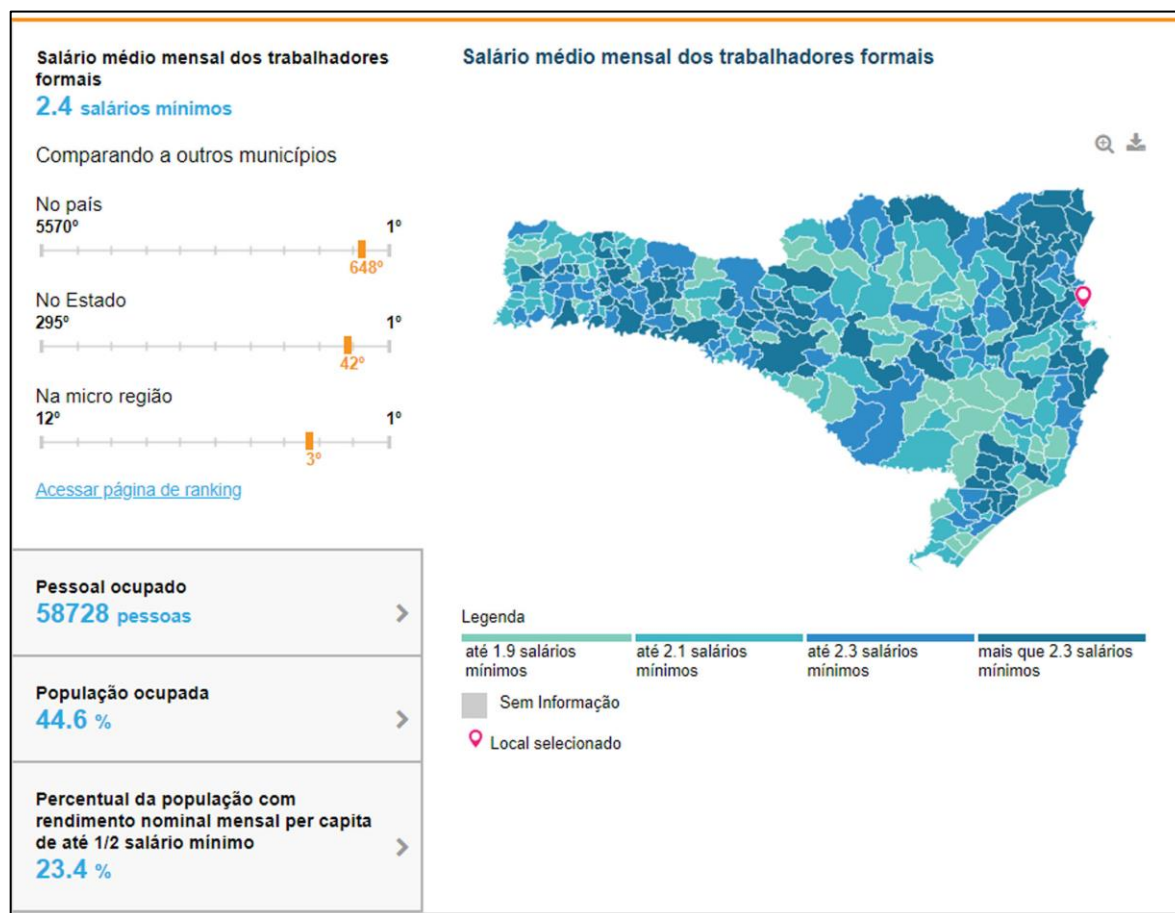 Salário médio mensal dos trabalhadores
formais
2.4 salários mínimos
Comparando a outros municípios
No país
5570º 1º
648º
No Estado
295º 1º
42º
Na micro região
12º 1º
3º
Acessar página de ranking
Pessoal ocupado
58728 pessoas
População ocupada
44.6 %
Percentual da população com
rendimento nominal mensal per capita
de até 1/2 salário mínimo
23.4 %
Salário médio mensal dos trabalhadores formais
Legenda
até 1.9 salários
mínimos
até 2.1 salários
mínimos
até 2.3 salários
mínimos
mais que 2.3 salários
mínimos
Sem Informação
Local selecionado